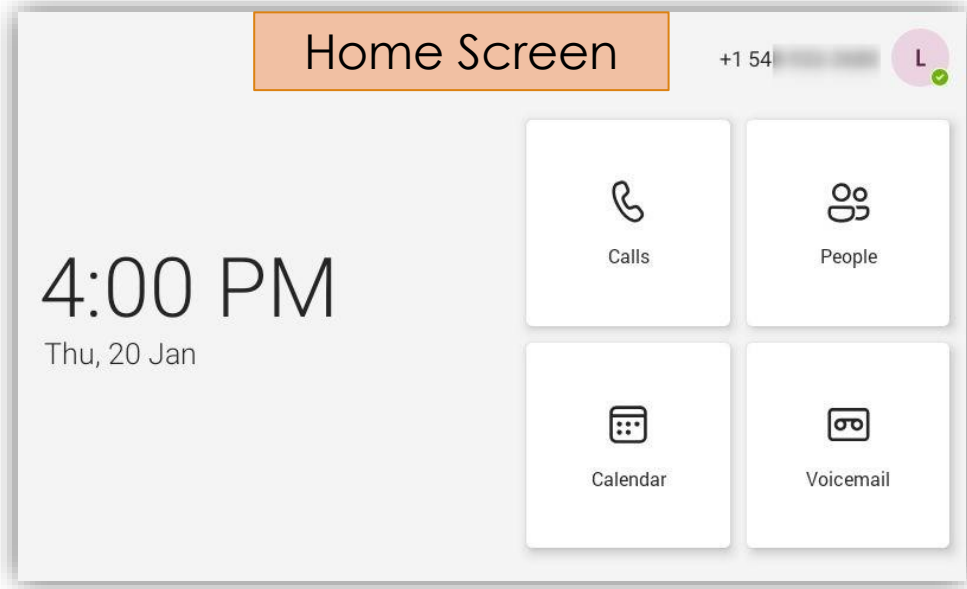 Home Screen
+1 54
L
4:00 PM
Thu, 20 Jan
Calls
People
Calendar
Voicemail